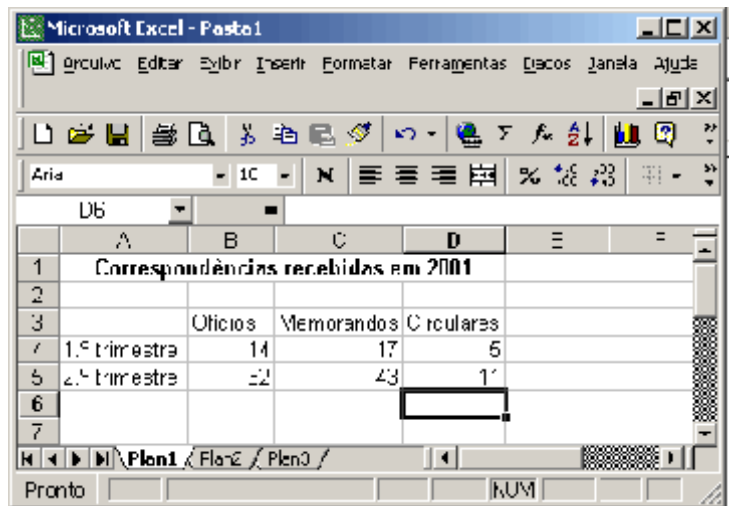 Microsoft Excel - Pasta1
Arquivo Editar Exibir Inserir Formatar Ferramentas Dados Janela Ajuda
Arial 10 N
D6 =
A B C D E F
1 Correspondências recebidas em 2001
2
3 Ofícios Memorandos Circulares
4 1.º trimestre 14 17 5
5 2.º trimestre 43 11
6
7
Plan1 Plan2 Plan3
Pronto NUM